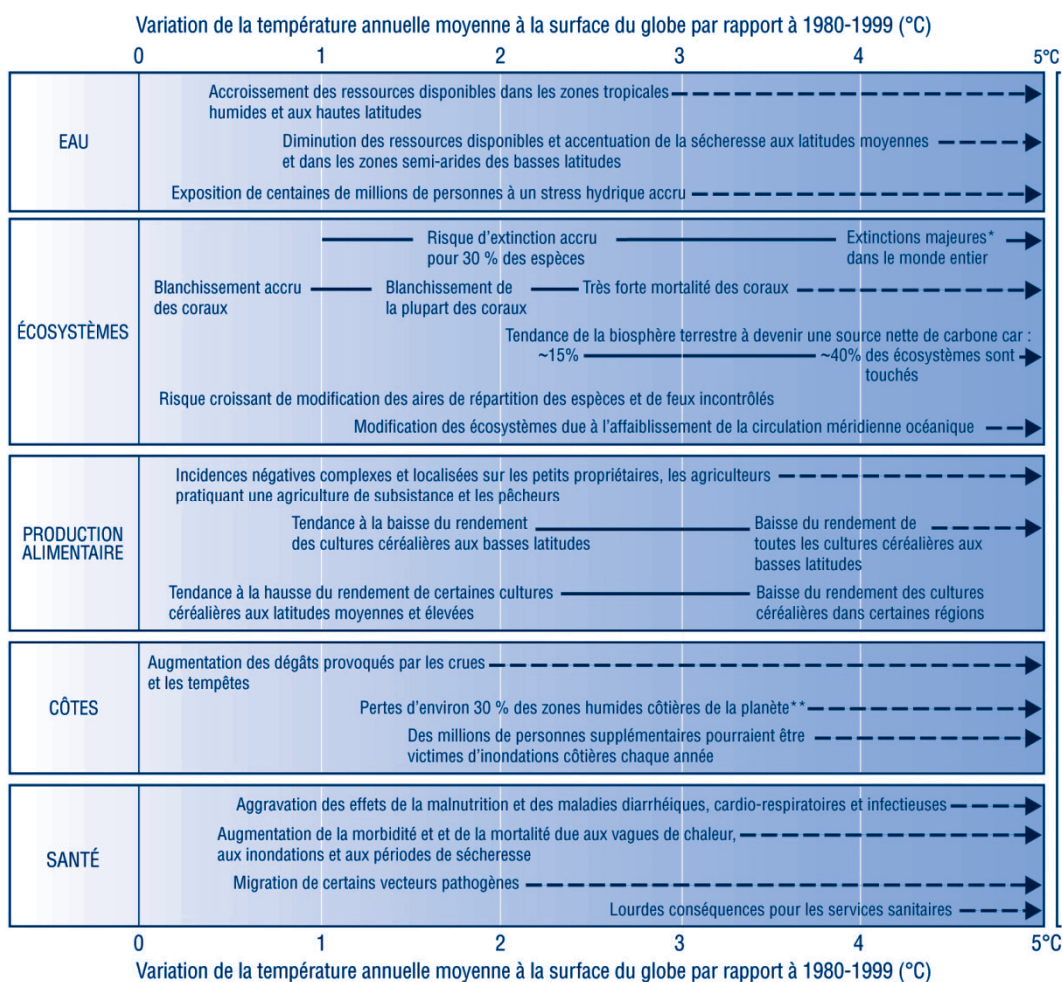 Variation de la température annuelle moyenne à la surface du globe par rapport à 1980-1999 (°C)
0 1 2 3 4 5°C
EAU
Accroissement des ressources disponibles dans les zones tropicales
humides et aux hautes latitudes
Diminution des ressources disponibles et accentuation de la sécheresse aux latitudes moyennes
et dans les zones semi-arides des basses latitudes
Exposition de centaines de millions de personnes à un stress hydrique accru
ÉCOSYSTÈMES
Risque d'extinction accru
pour 30 % des espèces
Extinctions majeures*
dans le monde entier
Blanchissement accru
des coraux
Blanchissement de
la plupart des coraux
Très forte mortalité des coraux
Tendance de la biosphère terrestre à devenir une source nette de carbone car :
~15%
~40% des écosystèmes sont
touchés
Risque croissant de modification des aires de répartition des espèces et de feux incontrôlés
Modification des écosystèmes due à l'affaiblissement de la circulation méridienne océanique
PRODUCTION
ALIMENTAIRE
Incidences négatives complexes et localisées sur les petits propriétaires, les agriculteurs
pratiquant une agriculture de subsistance et les pêcheurs
Tendance à la baisse du rendement
des cultures céréalières aux basses latitudes
Baisse du rendement de
toutes les cultures céréalières aux
basses latitudes
Tendance à la hausse du rendement de certaines cultures
céréalières aux latitudes moyennes et élevées
Baisse du rendement des cultures
céréalières dans certaines régions
CÔTES
Augmentation des dégâts provoqués par les crues
et les tempêtes
Pertes d'environ 30 % des zones humides côtières de la planète**
Des millions de personnes supplémentaires pourraient être
victimes d'inondations côtières chaque année
SANTÉ
Aggravation des effets de la malnutrition et des maladies diarrhéiques, cardio-respiratoires et infectieuses
Augmentation de la morbidité et et de la mortalité due aux vagues de chaleur,
aux inondations et aux périodes de sécheresse
Migration de certains vecteurs pathogènes
Lourdes conséquences pour les services sanitaires
0 1 2 3 4 5°C
Variation de la température annuelle moyenne à la surface du globe par rapport à 1980-1999 (°C)